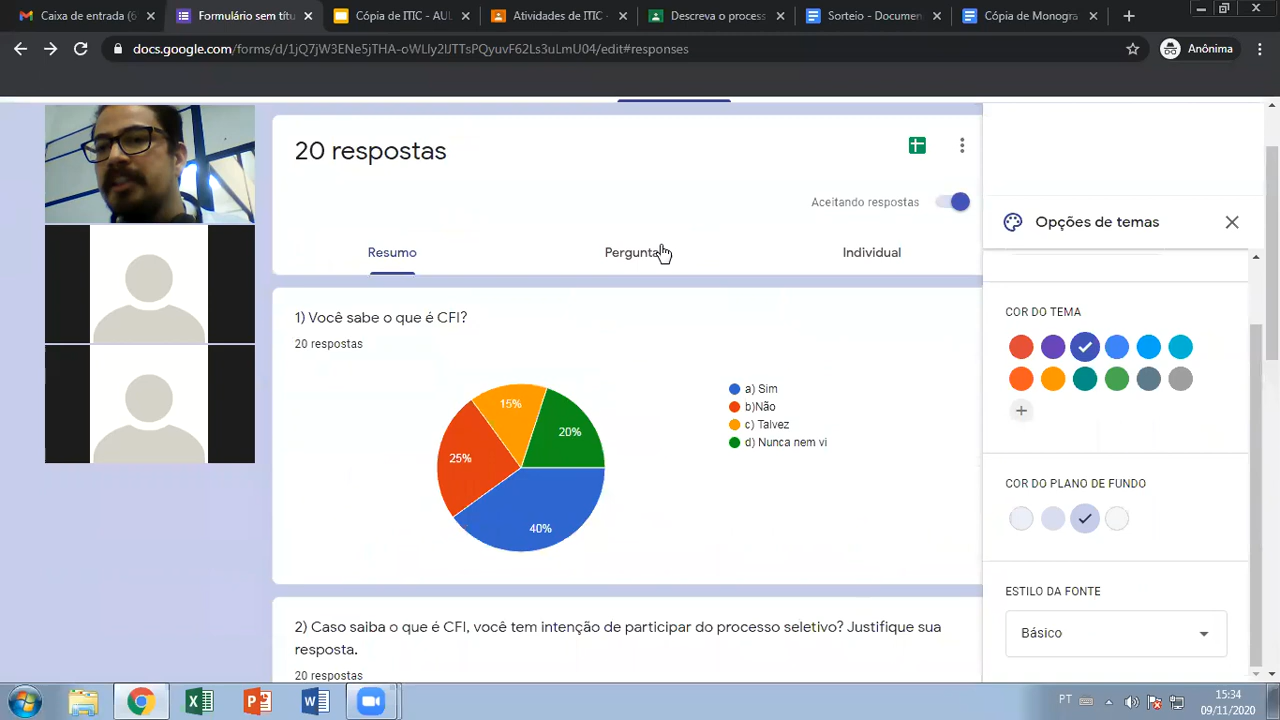 Caixa de entrada (6
Formulário sem títu
Cópia de ITIC - AUL
Atividades de ITIC -
Descreva o process
Sorteio - Documen
Cópia de Monogra
docs.google.com/forms/d/1jQ7jW3ENe5jTHA-oWLly2lJTTsPQyuvF62Ls3uLmU04/edit#responses
Anônima
20 respostas
Aceitando respostas
Resumo
Pergunta
Individual
1) Você sabe o que é CFI?
20 respostas
15%
20%
25%
40%
a) Sim
b)Não
c) Talvez
d) Nunca nem vi
2) Caso saiba o que é CFI, você tem intenção de participar do processo seletivo? Justifique sua
resposta.
20 respostas
Opções de temas
COR DO TEMA
COR DO PLANO DE FUNDO
ESTILO DA FONTE
Básico
PT
15:34
09/11/2020